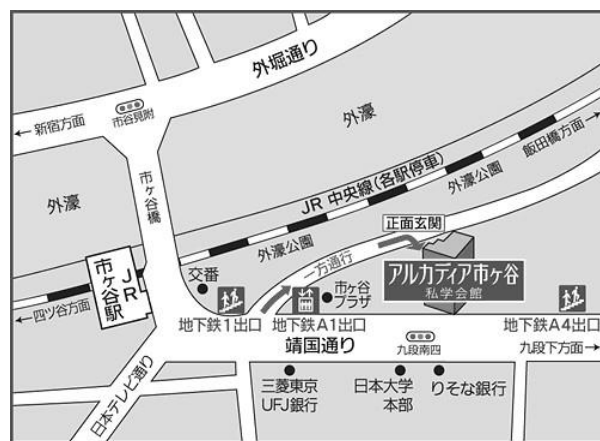 外堀通り
←新宿方面
市谷見附
外濠
飯田橋方面→
JR 中央線(各駅停車)
外濠公園
市ヶ谷橋
外濠
外濠公園
正面玄関
一方通行
アルカディア市ヶ谷
私学会館
JR
市ヶ谷駅
交番
市ヶ谷
プラザ
←四ツ谷方面
地下鉄1出口
地下鉄A1出口
地下鉄A4出口
靖国通り
九段南四
九段下方面→
日本テレビ通り
三菱東京
UFJ銀行
日本大学
本部
りそな銀行